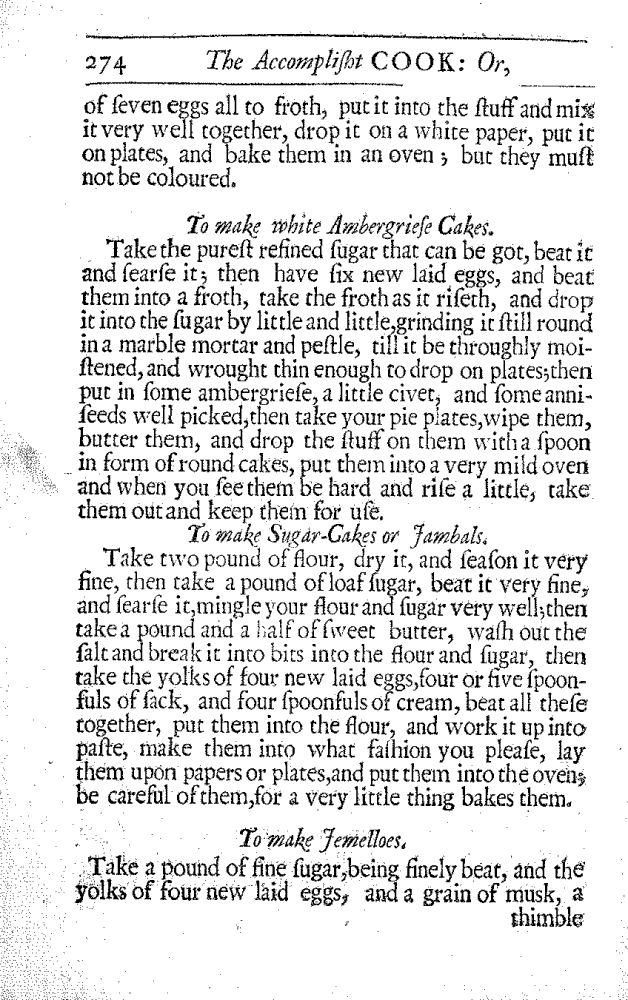 274 The Accompliſht COOK: Or,
of ſeven eggs all to froth, put it into the ſtuff and mix
it very well together, drop it on a white paper, put it
on plates, and bake them in an oven ; but they muſt
not be coloured.
To make white Ambergrieſe Cakes.
Take the pureſt refined ſugar that can be got, beat it
and ſearſe it; then have ſix new laid eggs, and beat
them into a froth, take the froth as it riſeth, and drop
it into the ſugar by little and little,grinding it ſtill round
in a marble mortar and peſtle, till it be throughly moi-
ſtened, and wrought thin enough to drop on plates;then
put in ſome ambergrieſe, a little civet, and ſome anni-
ſeeds well picked,then take your pie plates,wipe them,
butter them, and drop the ſtuff on them with a ſpoon
in form of round cakes, put them into a very mild oven
and when you ſee them be hard and riſe a little, take
them out and keep them for uſe.
To make Sugar-Cakes or Jambals.
Take two pound of flour, dry it, and ſeaſon it very
fine, then take a pound of loaf ſugar, beat it very fine,
and ſearſe it,mingle your flour and ſugar very well;then
take a pound and a half of ſweet butter, waſh out the
ſalt and break it into bits into the flour and ſugar, then
take the yolks of four new laid eggs,four or five ſpoon-
fuls of ſack, and four ſpoonfuls of cream, beat all theſe
together, put them into the flour, and work it up into
paſte, make them into what faſhion you pleaſe, lay
them upon papers or plates,and put them into the oven;
be careful of them,for a very little thing bakes them.
To make Jemelloes.
Take a pound of fine ſugar,being finely beat, and the
yolks of four new laid eggs, and a grain of musk, a
thimble